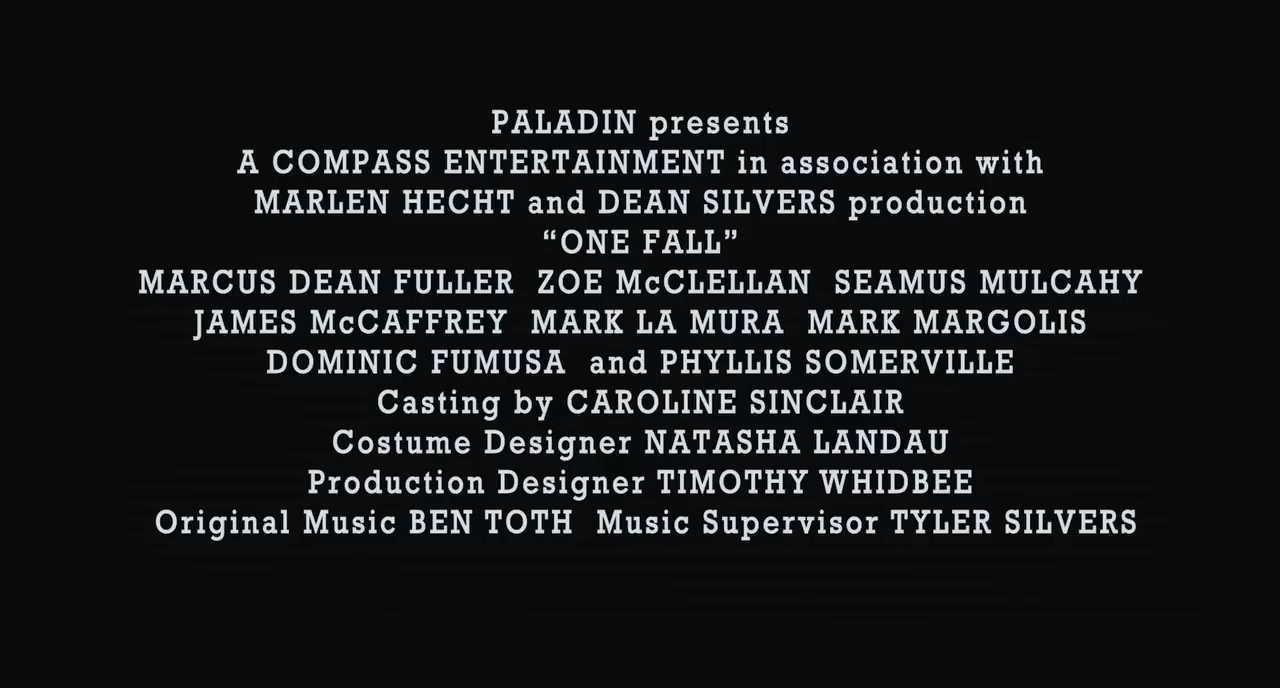 PALADIN presents
A COMPASS ENTERTAINMENT in association with
MARLEN HECHT and DEAN SILVERS production
“ONE FALL”
MARCUS DEAN FULLER ZOE McCLELLAN SEAMUS MULCAHY
JAMES McCAFFREY MARK LA MURA MARK MARGOLIS
DOMINIC FUMUSA and PHYLLIS SOMERVILLE
Casting by CAROLINE SINCLAIR
Costume Designer NATASHA LANDAU
Production Designer TIMOTHY WHIDBEE
Original Music BEN TOTH Music Supervisor TYLER SILVERS